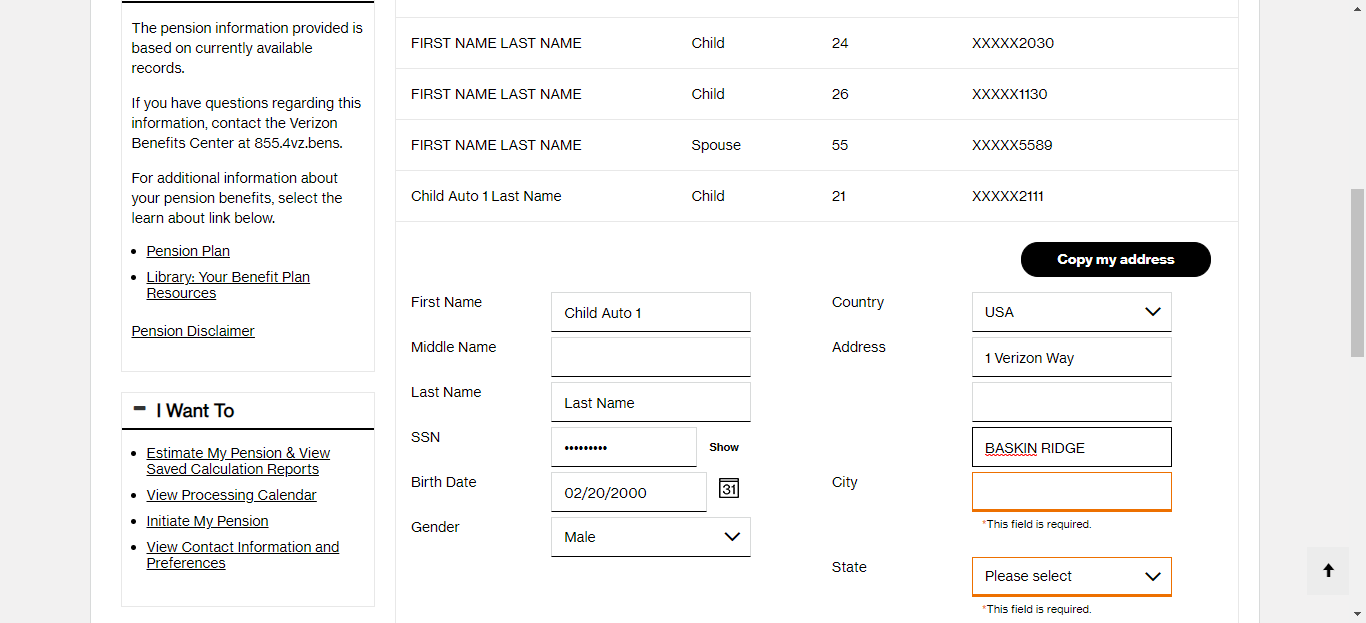 The pension information provided is
based on currently available
records.
If you have questions regarding this
information, contact the Verizon
Benefits Center at 855.4vz.bens.
For additional information about
your pension benefits, select the
learn about link below.
Pension Plan
Library: Your Benefit Plan
Resources
Pension Disclaimer
I Want To
Estimate My Pension & View
Saved Calculation Reports
View Processing Calendar
Initiate My Pension
View Contact Information and
Preferences
FIRST NAME LAST NAME Child 24 XXXXX2030
FIRST NAME LAST NAME Child 26 XXXXX1130
FIRST NAME LAST NAME Spouse 55 XXXXX5589
Child Auto 1 Last Name Child 21 XXXXX2111
Copy my address
First Name Child Auto 1
Middle Name
Last Name Last Name
SSN ••••••••• Show
Birth Date 02/20/2000 31
Gender Male
Country USA
Address 1 Verizon Way
BASKIN RIDGE
City
*This field is required.
State Please select
*This field is required.